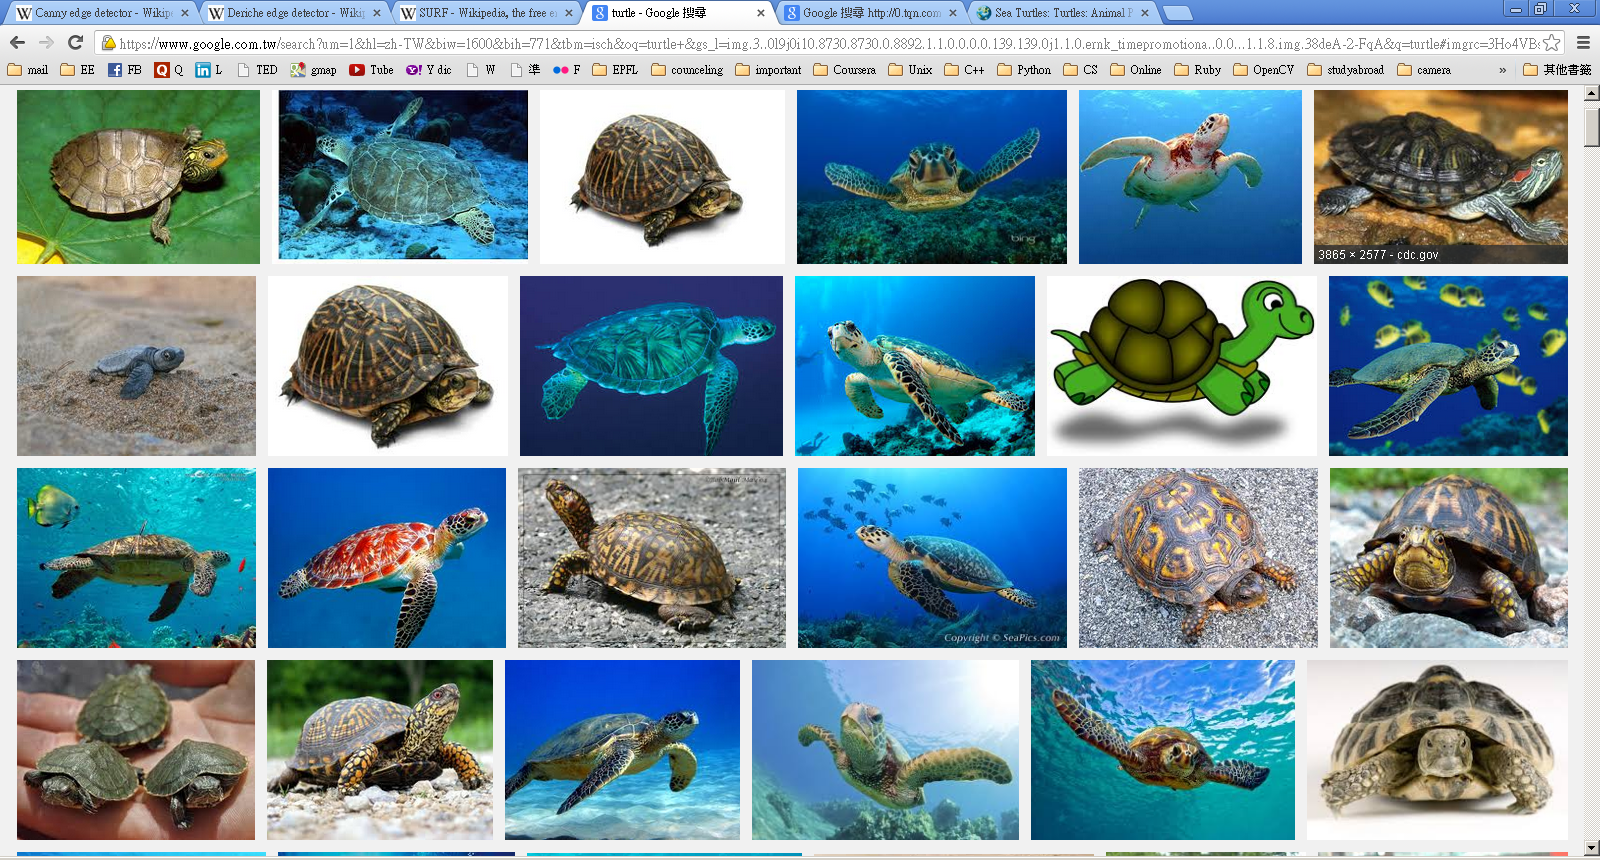 Canny edge detector - Wikipe
Deriche edge detector - Wikip
SURF - Wikipedia, the free e
turtle - Google 搜尋
Google 搜尋 http://0.tqn.com
Sea Turtles: Turtles: Animal P
https://www.google.com.tw/search?um=1&hl=zh-TW&biw=1600&bih=771&tbm=isch&oq=turtle+&gs_l=img.3..0l9j0i10.8730.8730.0.8892.1.1.0.0.0.0.139.139.0j1.1.0.ernk_timepromotiona..0.0...1.1.8.img.38deA-2-FqA&q=turtle#imgrc=3Ho4VBs
mail EE FB Q L TED gmap Tube Y dic W 準 F EPFL counceling important Coursera Unix C++ Python CS Online Ruby OpenCV studyabroad camera » 其他書籤
bing
3865 × 2577 - cdc.gov
Copyright © SeaPics.com